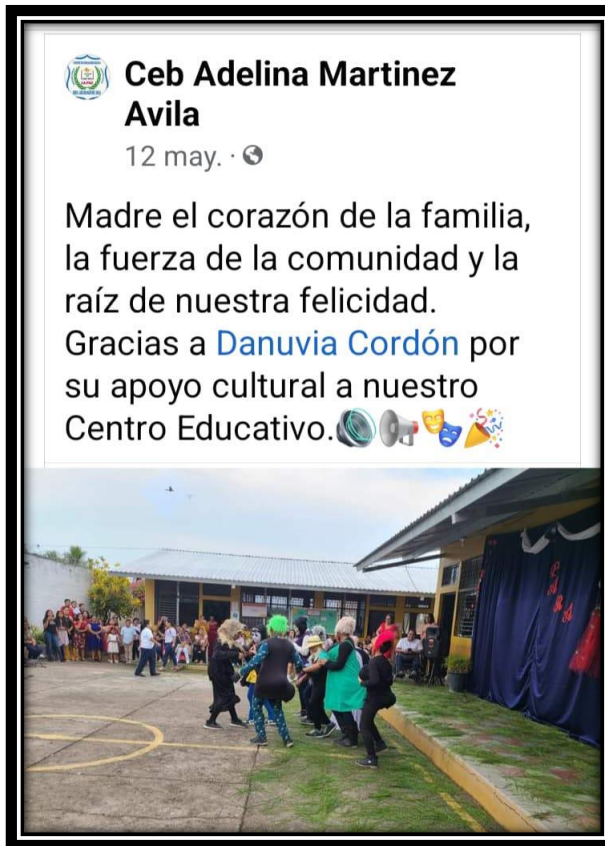 Ceb Adelina Martinez
Avila
12 may. ·
Madre el corazón de la familia,
la fuerza de la comunidad y la
raíz de nuestra felicidad.
Gracias a Danuvia Cordón por
su apoyo cultural a nuestro
Centro Educativo.